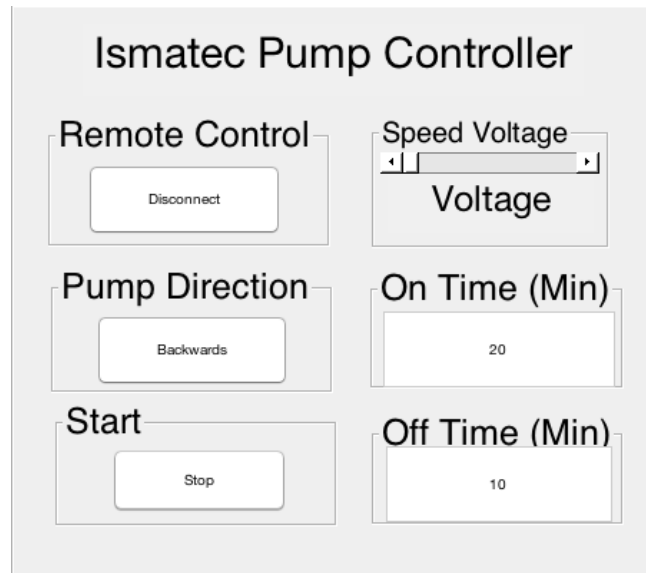 Ismatec Pump Controller
Remote Control
Disconnect
Speed Voltage
Voltage
Pump Direction
Backwards
On Time (Min)
20
Start
Stop
Off Time (Min)
10